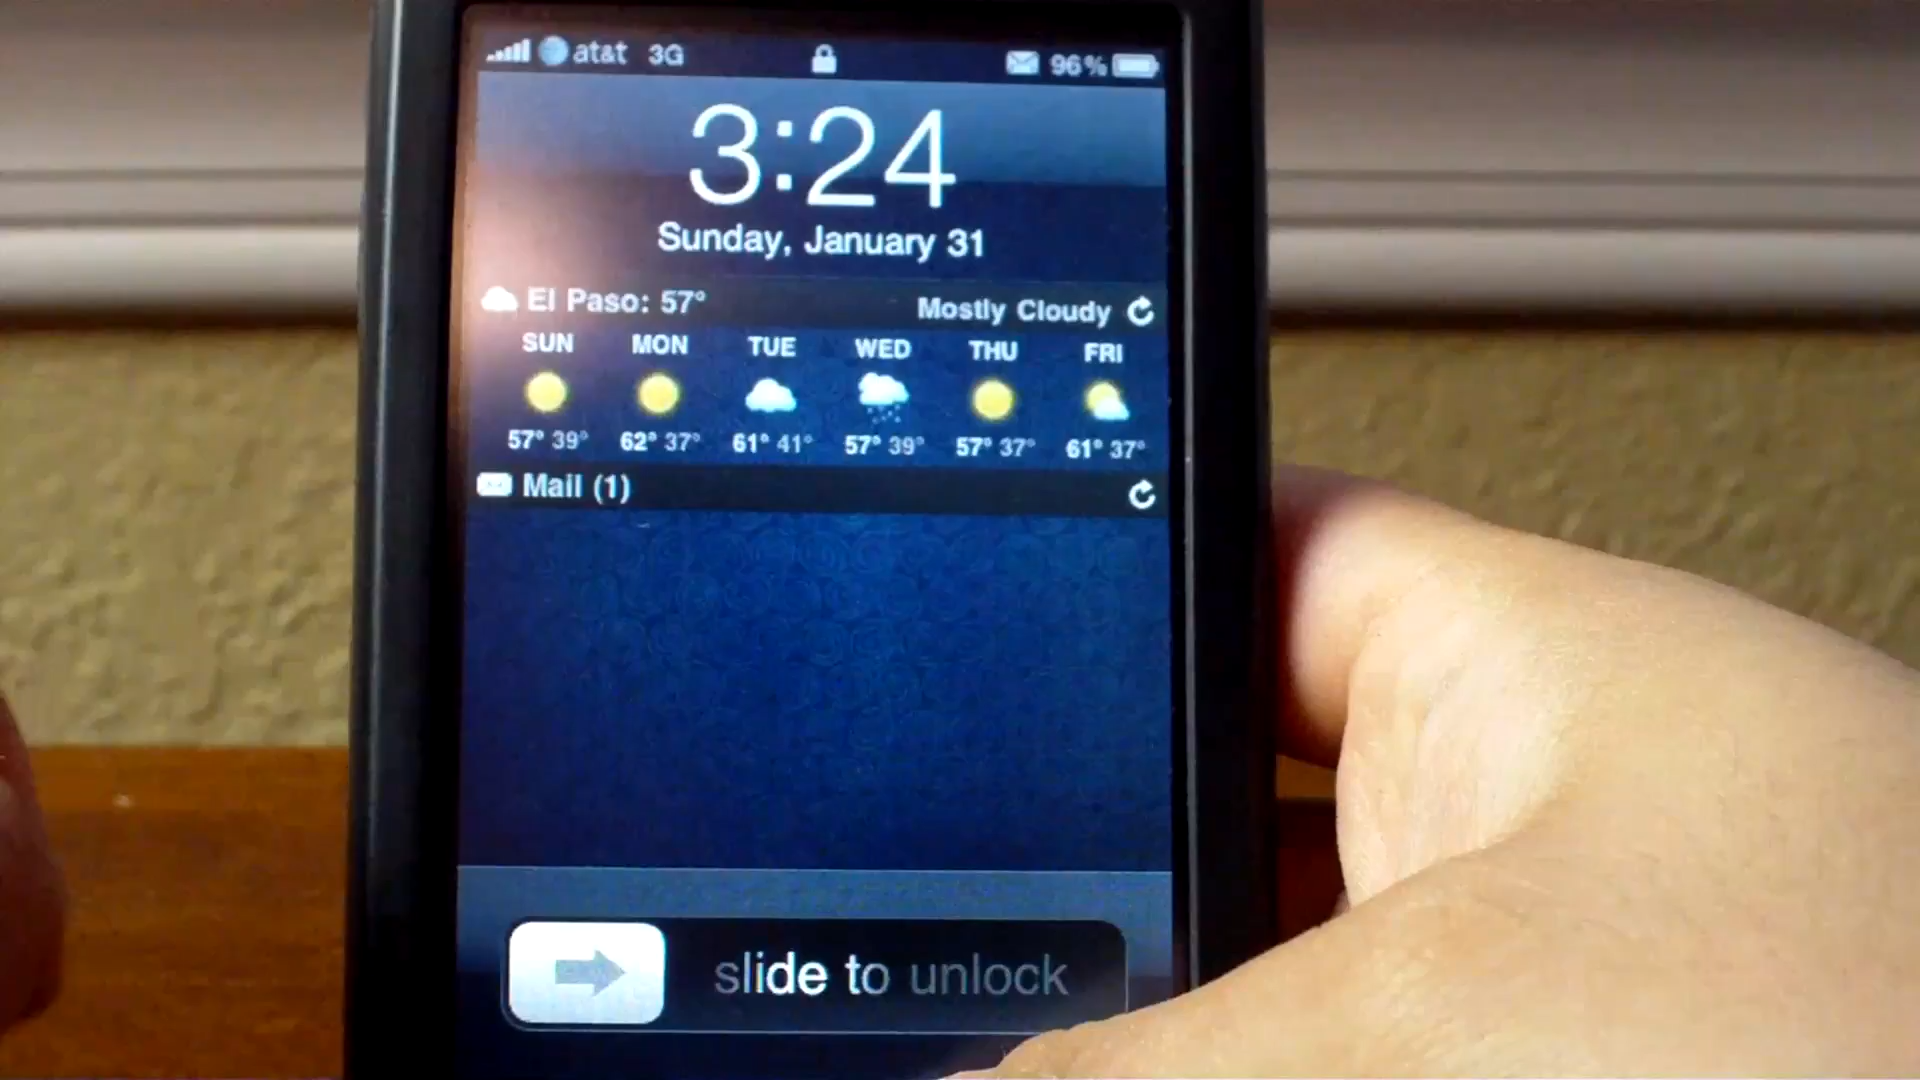 at&t 3G 96%
3:24
Sunday, January 31
El Paso: 57° Mostly Cloudy
SUN MON TUE WED THU FRI
57° 39° 62° 37° 61° 41° 57° 39° 57° 37° 61° 37°
Mail (1)
slide to unlock